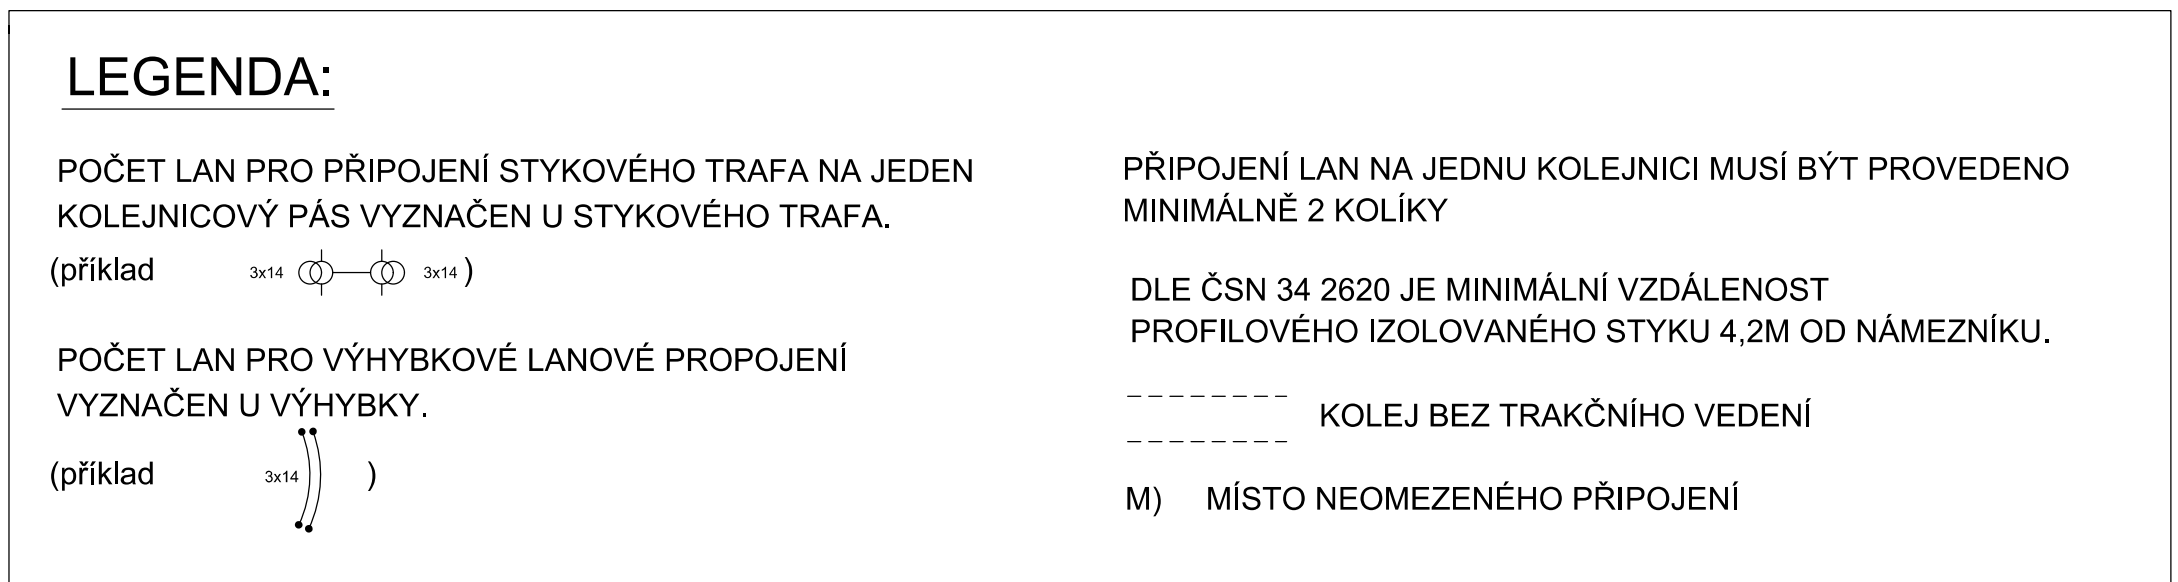 LEGENDA:
POČET LAN PRO PŘIPOJENÍ STYKOVÉHO TRAFA NA JEDEN
KOLEJNICOVÝ PÁS VYZNAČEN U STYKOVÉHO TRAFA.
(příklad 3x14 3x14 )
POČET LAN PRO VÝHYBKOVÉ LANOVÉ PROPOJENÍ
VYZNAČEN U VÝHYBKY.
(příklad 3x14 )
PŘIPOJENÍ LAN NA JEDNU KOLEJNICI MUSÍ BÝT PROVEDENO
MINIMÁLNĚ 2 KOLÍKY
DLE ČSN 34 2620 JE MINIMÁLNÍ VZDÁLENOST
PROFILOVÉHO IZOLOVANÉHO STYKU 4,2M OD NÁMEZNÍKU.
KOLEJ BEZ TRAKČNÍHO VEDENÍ
M) MÍSTO NEOMEZENÉHO PŘIPOJENÍ